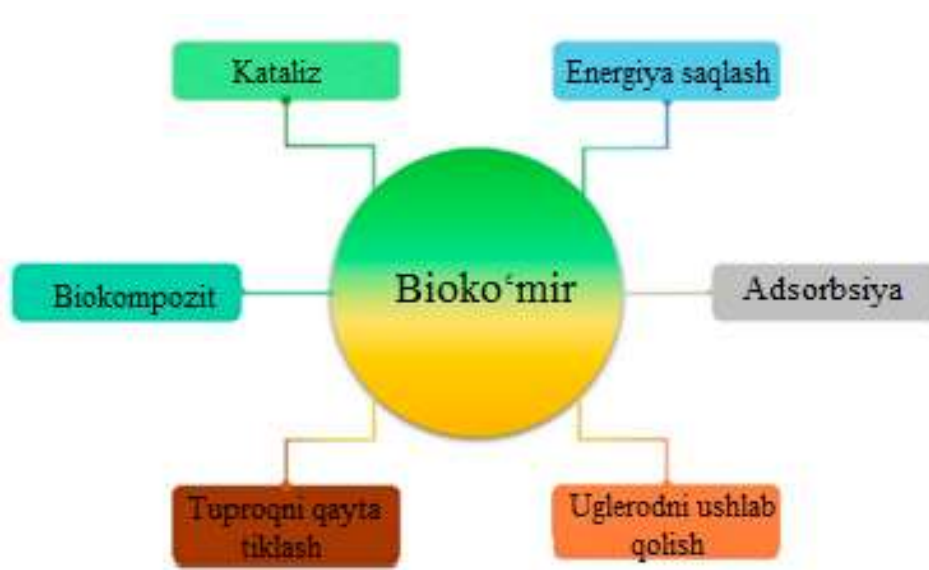 Kataliz
Energiya saqlash
Biokompozit
Bioko‘mir
Adsorbsiya
Tuproqni qayta
tiklash
Uglerodni ushlab
qolish